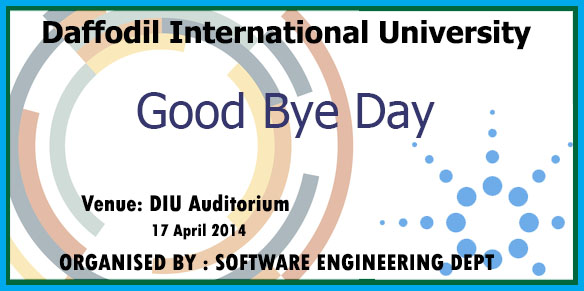 Daffodil International University
Good Bye Day
Venue: DIU Auditorium
17 April 2014
ORGANISED BY : SOFTWARE ENGINEERING DEPT